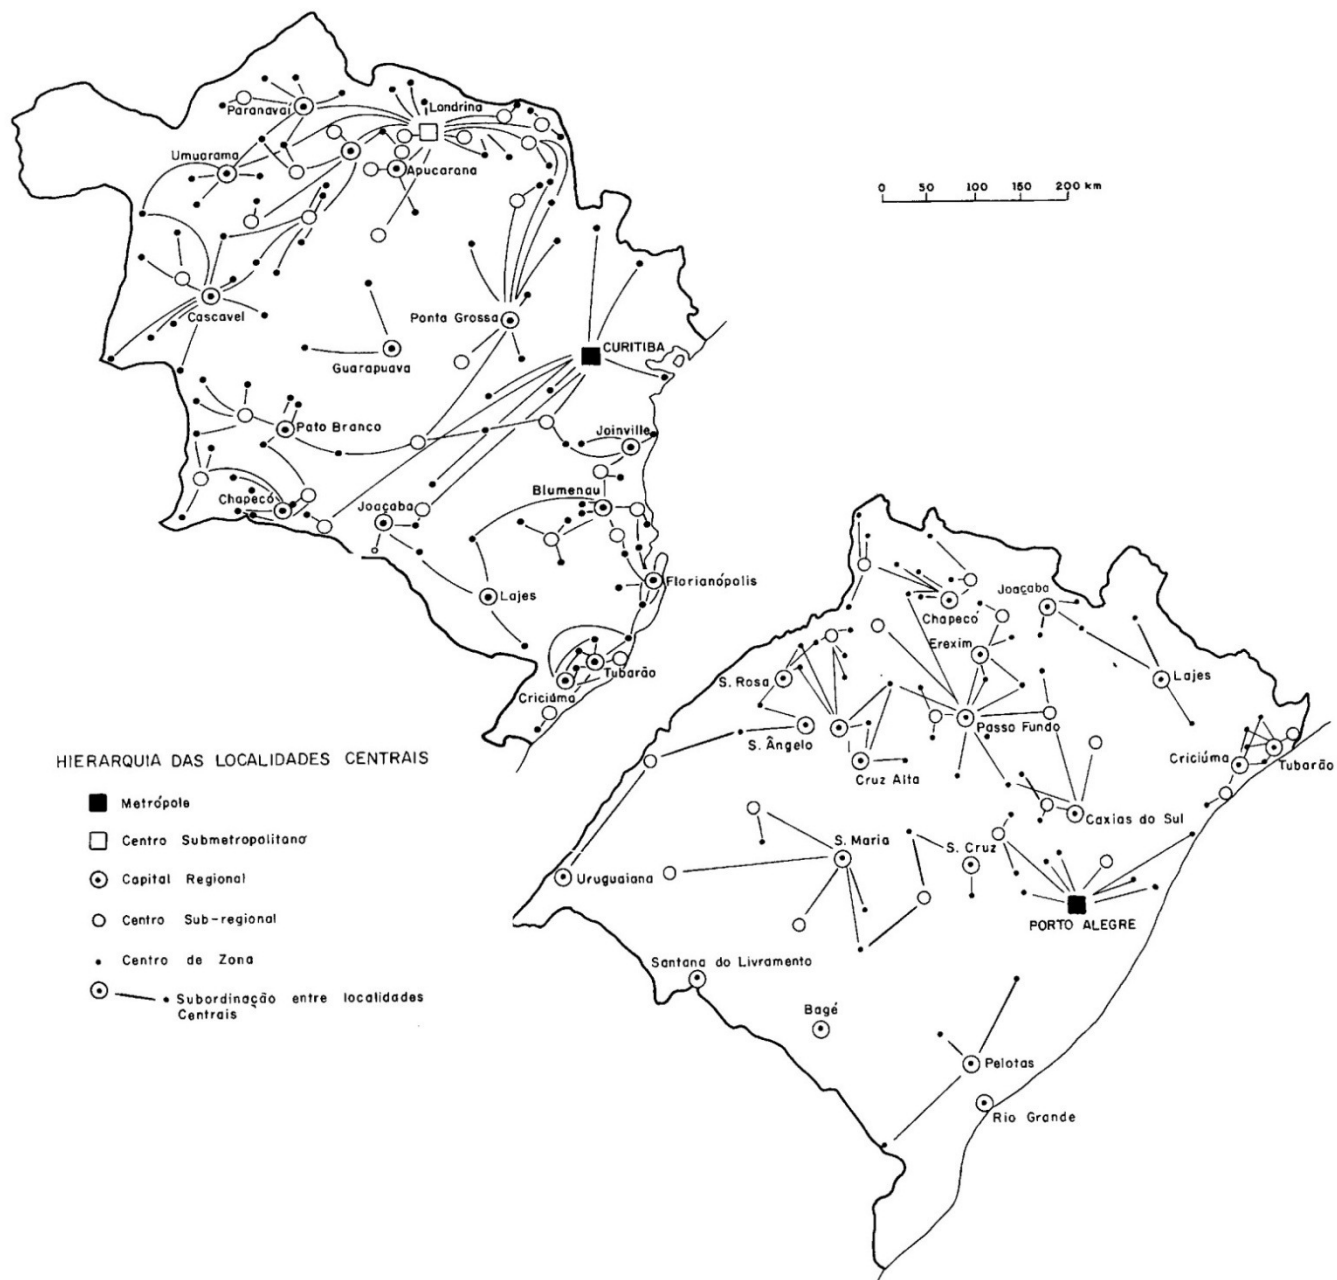 Londrina
Paranavaí
Umuarama
Apucarana
0 50 100 150 200 km
Cascavel
Ponta Grossa
CURITIBA
Guarapuava
Pato Branco
Joinville
Chapecó
Blumenau
Joaçaba
Florianópolis
Lajes
Tubarão
Criciúma
Joaçaba
Chapecó
Erexim
S. Rosa
Lajes
Passo Fundo
S. Ângelo
Criciúma
Tubarão
Cruz Alta
Caxias do Sul
S. Maria
S. Cruz
Uruguaiana
PORTO ALEGRE
Santana do Livramento
Bagé
Pelotas
Rio Grande
HIERARQUIA DAS LOCALIDADES CENTRAIS
Metrópole
Centro Submetropolitano
Capital Regional
Centro Sub-regional
Centro de Zona
Subordinação entre localidades
Centrais